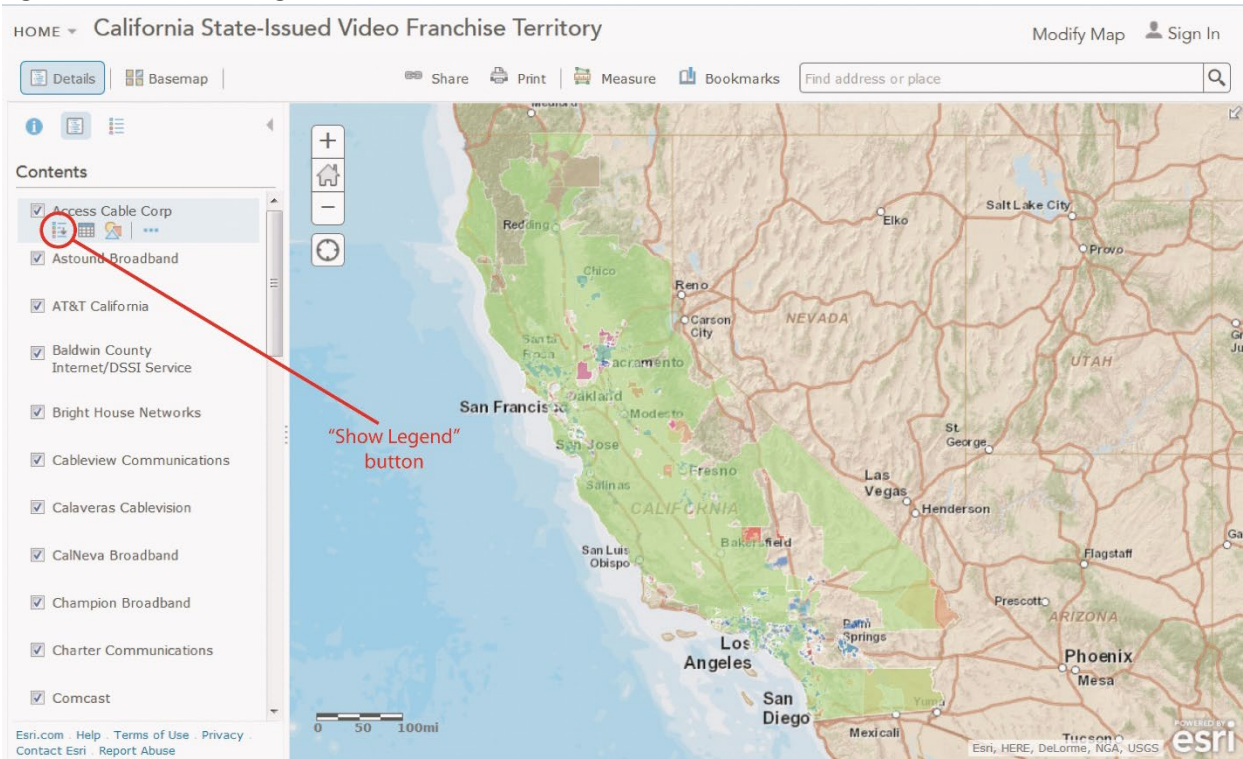 HOME California State-Issued Video Franchise Territory
Modify Map Sign In
Details Basemap Share Print Measure Bookmarks Find address or place
Contents
Access Cable Corp
Astound Broadband
AT&T California
Baldwin County
Internet/DSSI Service
Bright House Networks
Cableview Communications
Calaveras Cablevision
CalNeva Broadband
Champion Broadband
Charter Communications
Comcast
Esri.com . Help . Terms of Use . Privacy .
Contact Esri . Report Abuse
"Show Legend"
button
+
−
Medford
Redding
Chico
Reno
Carson
City
NEVADA
Elko
Salt Lake City
Provo
UTAH
Gr
Ju
Santa
Rosa
Sacramento
Oakland
San Francisco
Modesto
San Jose
Fresno
Salinas
CALIFORNIA
St.
George
Las
Vegas
Henderson
San Luis
Obispo
Bakersfield
Flagstaff
Ga
Prescott
ARIZONA
Palm
Springs
Los
Angeles
Phoenix
Mesa
San
Diego
Yuma
Mexicali
Tucson
0 50 100mi
Esri, HERE, DeLorme, NGA, USGS
POWERED BY
esri